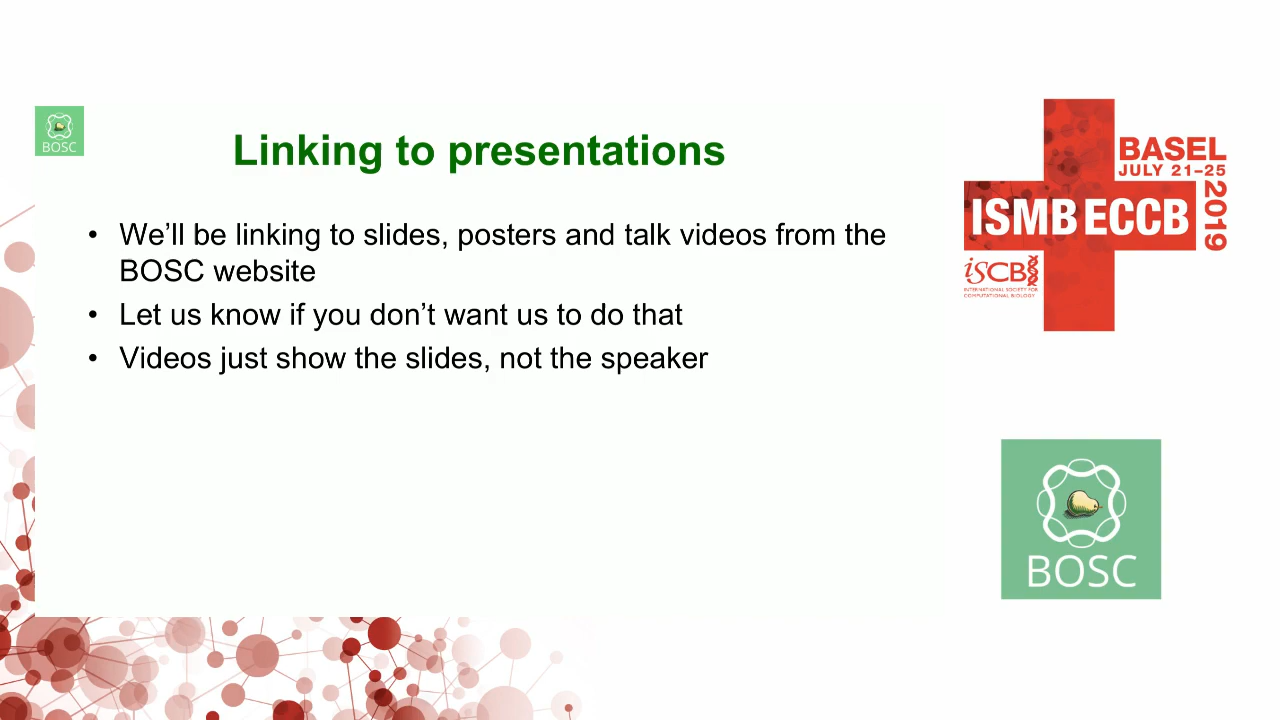 BOSC
Linking to presentations
• We’ll be linking to slides, posters and talk videos from the
BOSC website
• Let us know if you don’t want us to do that
• Videos just show the slides, not the speaker
BASEL
JULY 21–25
2019
ISMB ECCB
iSCB
INTERNATIONAL SOCIETY FOR
COMPUTATIONAL BIOLOGY
BOSC